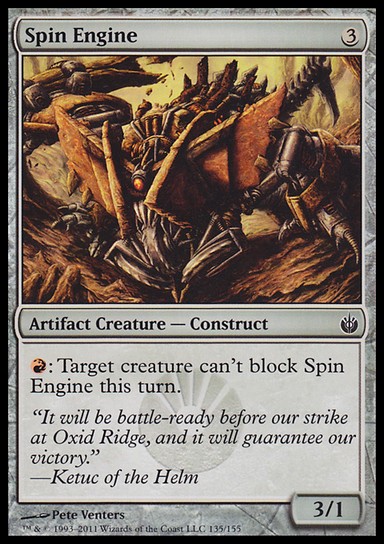 Spin Engine 3
Artifact Creature — Construct
: Target creature can't block Spin
Engine this turn.
“It will be battle-ready before our strike
at Oxid Ridge, and it will guarantee our
victory.”
—Ketuc of the Helm
Pete Venters
3/1
™ & © 1993–2011 Wizards of the Coast LLC 135/155